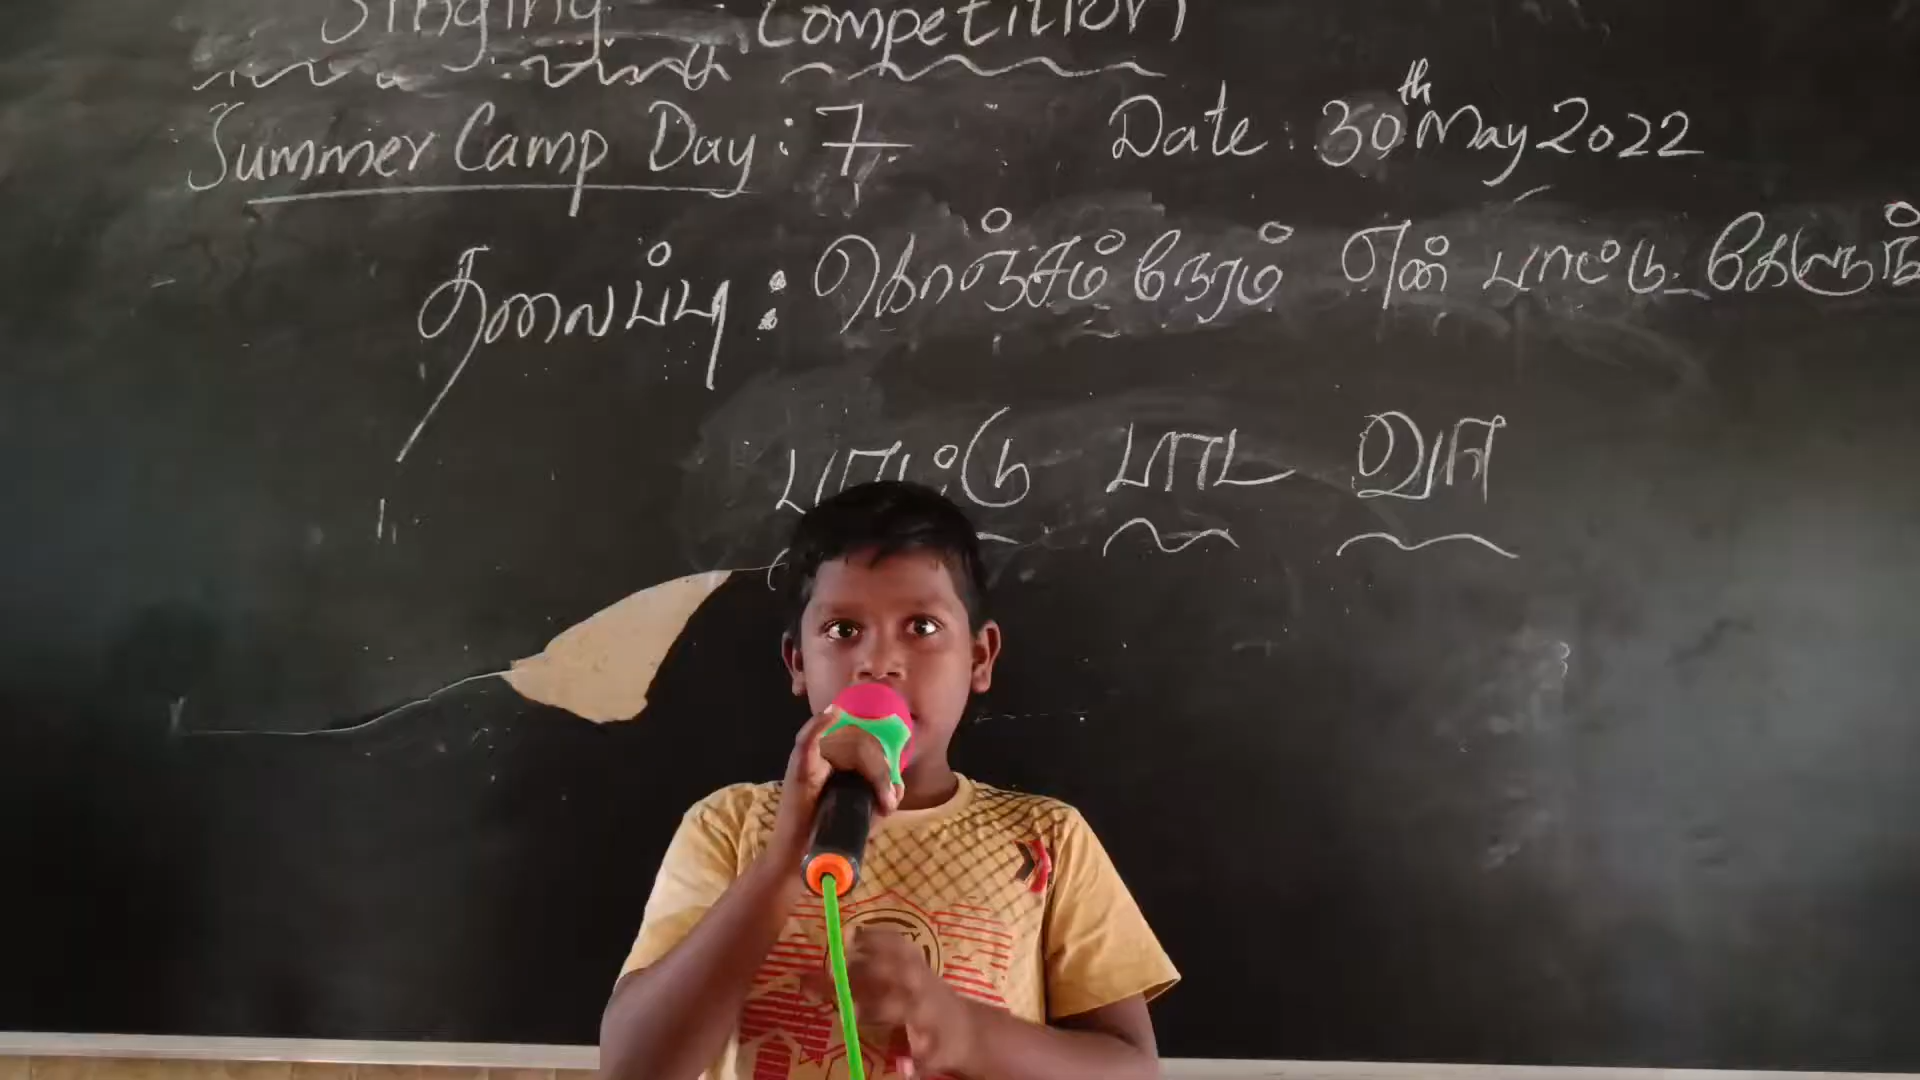 Singing Competition
Summer Camp Day : 7 Date : 30th May 2022
தலைப்பு : கொஞ்சம் நேரம் என் பாட்டு
பாட்டு பாட வா